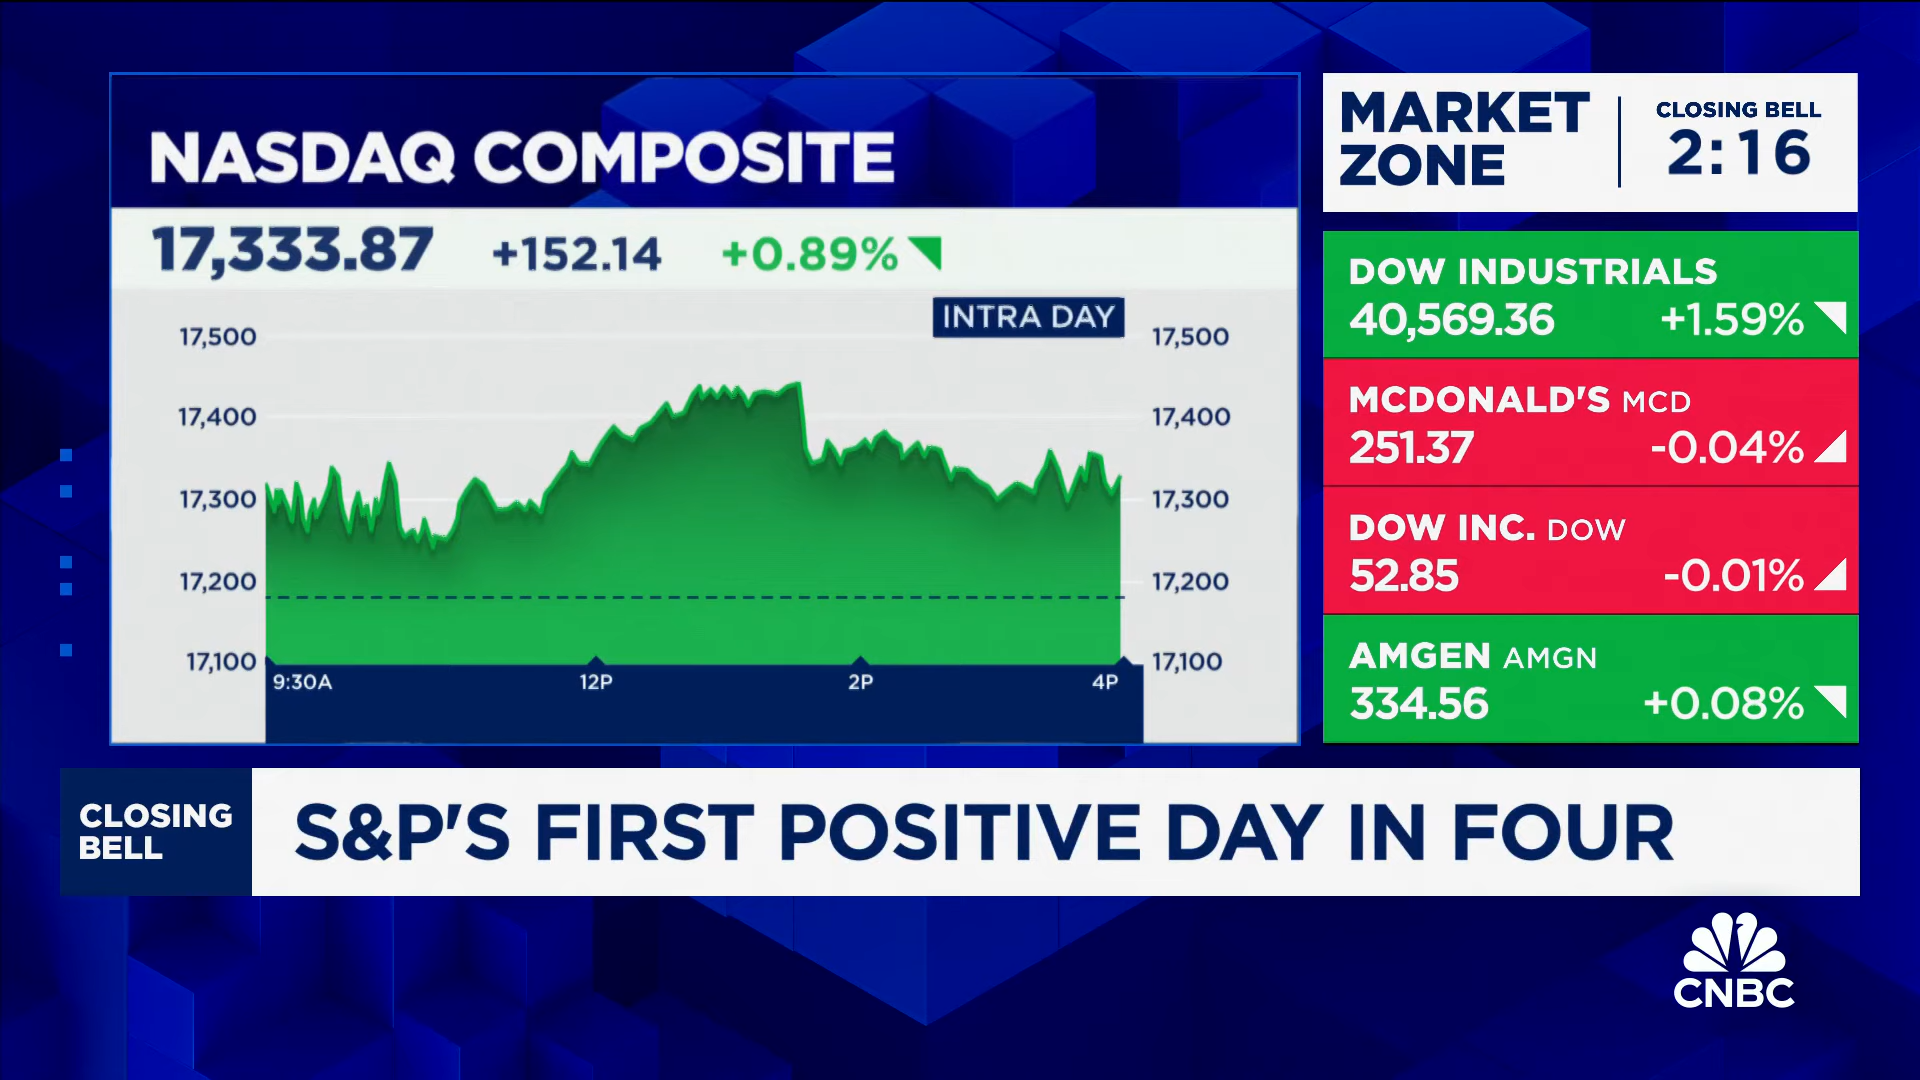 NASDAQ COMPOSITE
17,333.87 +152.14 +0.89%
INTRA DAY
17,500 17,500
17,400 17,400
17,300 17,300
17,200 17,200
17,100 17,100
9:30A 12P 2P 4P
MARKET
ZONE
CLOSING BELL
2:16
DOW INDUSTRIALS
40,569.36 +1.59%
MCDONALD'S MCD
251.37 -0.04%
DOW INC. DOW
52.85 -0.01%
AMGEN AMGN
334.56 +0.08%
CLOSING
BELL
S&P'S FIRST POSITIVE DAY IN FOUR
CNBC